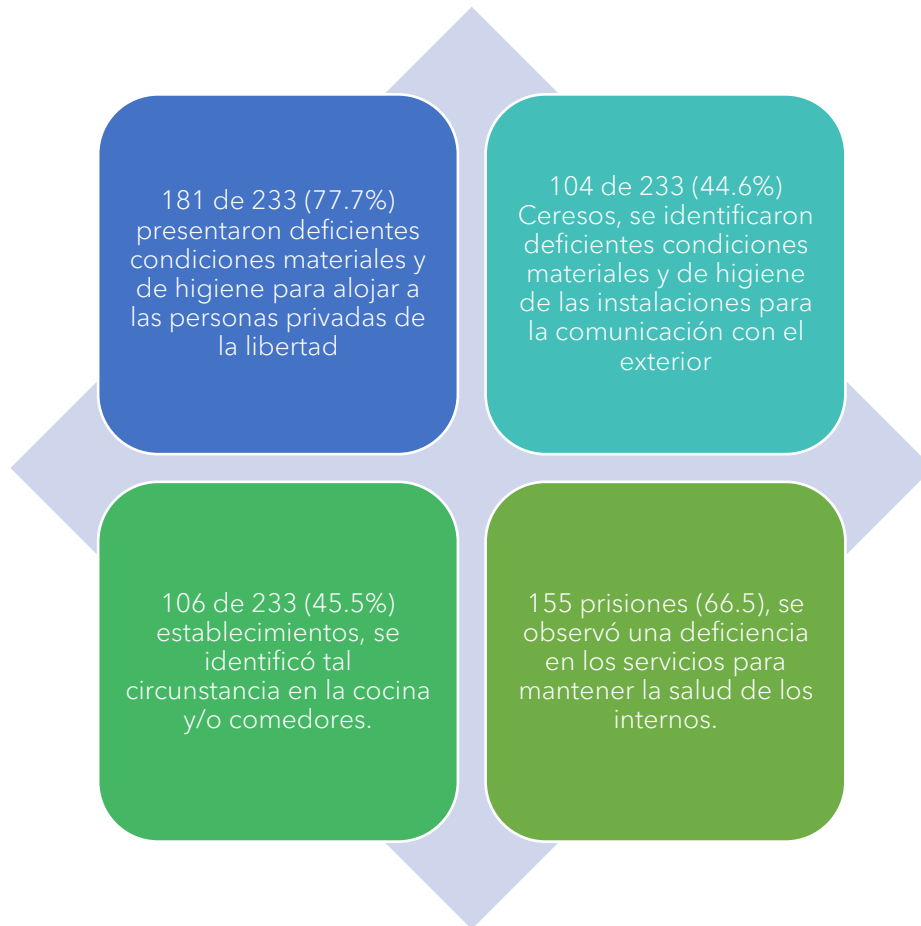 181 de 233 (77.7%)
presentaron deficientes
condiciones materiales y
de higiene para alojar a
las personas privadas de
la libertad
104 de 233 (44.6%)
Ceresos, se identificaron
deficientes condiciones
materiales y de higiene
de las instalaciones para
la comunicación con el
exterior
106 de 233 (45.5%)
establecimientos, se
identificó tal
circunstancia en la cocina
y/o comedores.
155 prisiones (66.5), se
observó una deficiencia
en los servicios para
mantener la salud de los
internos.